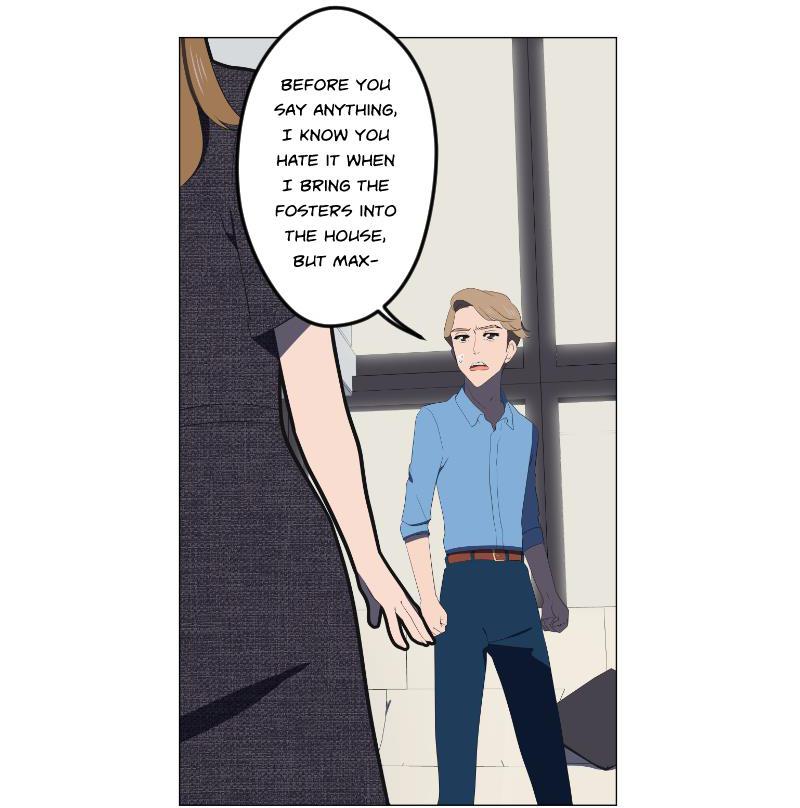 BEFORE YOU
SAY ANYTHING,
I KNOW YOU
HATE IT WHEN
I BRING THE
FOSTERS INTO
THE HOUSE,
BUT MAX-